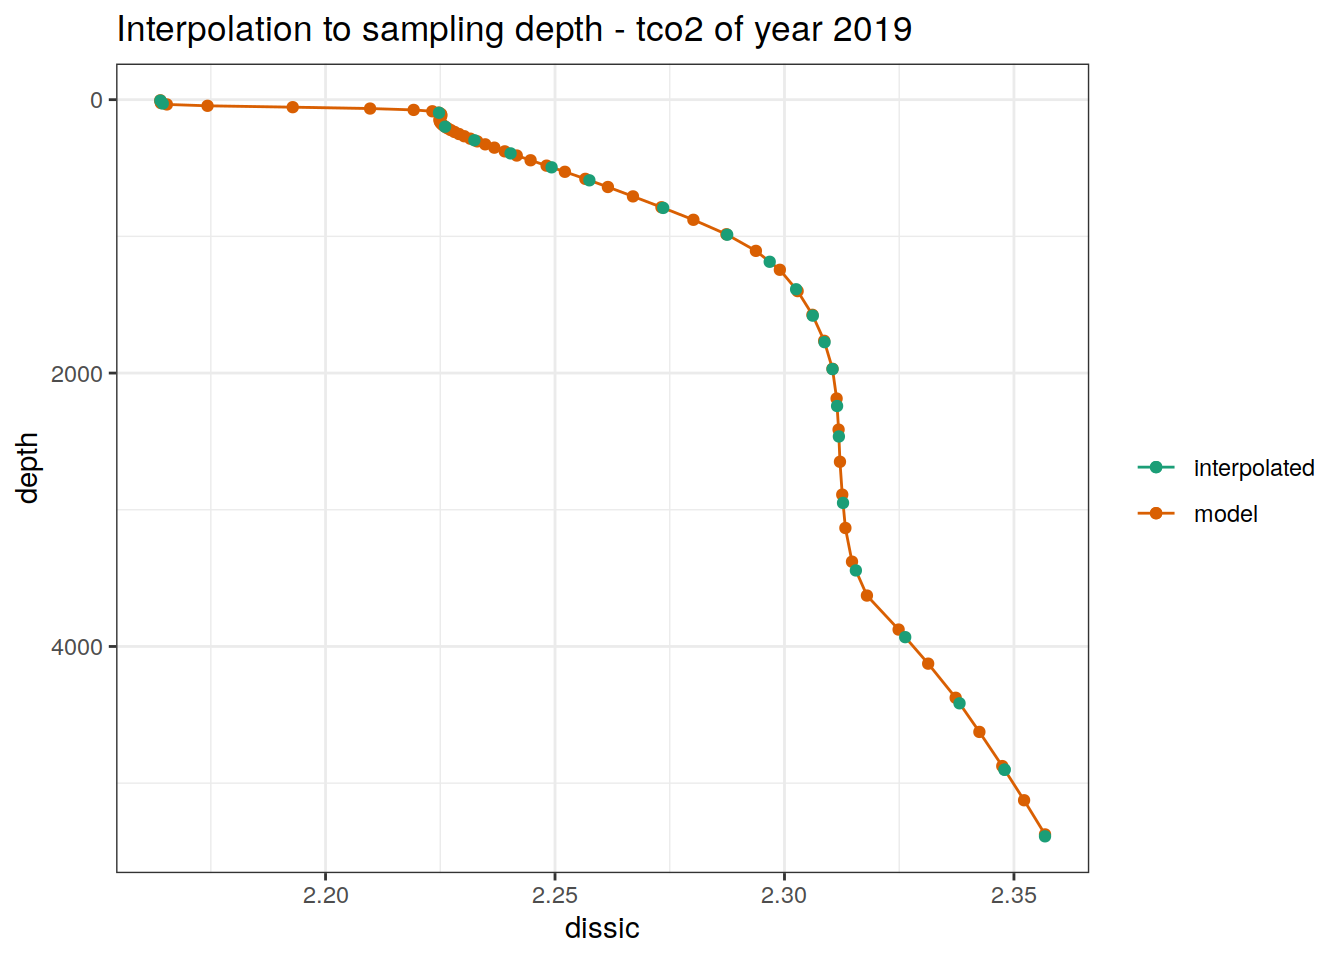 Interpolation to sampling depth - tco2 of year 2019
0
2000
4000
depth
2.20
2.25
2.30
2.35
dissic
interpolated
model